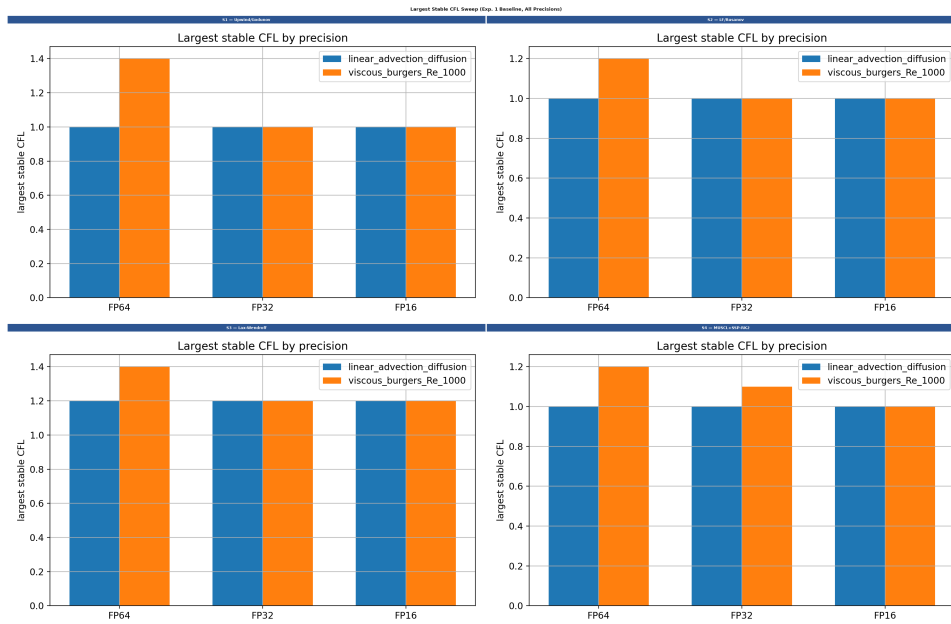 Largest Stable CFL Sweep (Exp. 1 Baseline, All Precisions)
S1 — Upwind/Godunov
Largest stable CFL by precision
linear_advection_diffusion
viscous_burgers_Re_1000
largest stable CFL
1.4
1.2
1.0
0.8
0.6
0.4
0.2
0.0
FP64 FP32 FP16
S2 — LF/Rusanov
Largest stable CFL by precision
linear_advection_diffusion
viscous_burgers_Re_1000
largest stable CFL
1.2
1.0
0.8
0.6
0.4
0.2
0.0
FP64 FP32 FP16
S3 — Lax-Wendroff
Largest stable CFL by precision
linear_advection_diffusion
viscous_burgers_Re_1000
largest stable CFL
1.4
1.2
1.0
0.8
0.6
0.4
0.2
0.0
FP64 FP32 FP16
S4 — MUSCL+SSP-RK2
Largest stable CFL by precision
linear_advection_diffusion
viscous_burgers_Re_1000
largest stable CFL
1.2
1.0
0.8
0.6
0.4
0.2
0.0
FP64 FP32 FP16